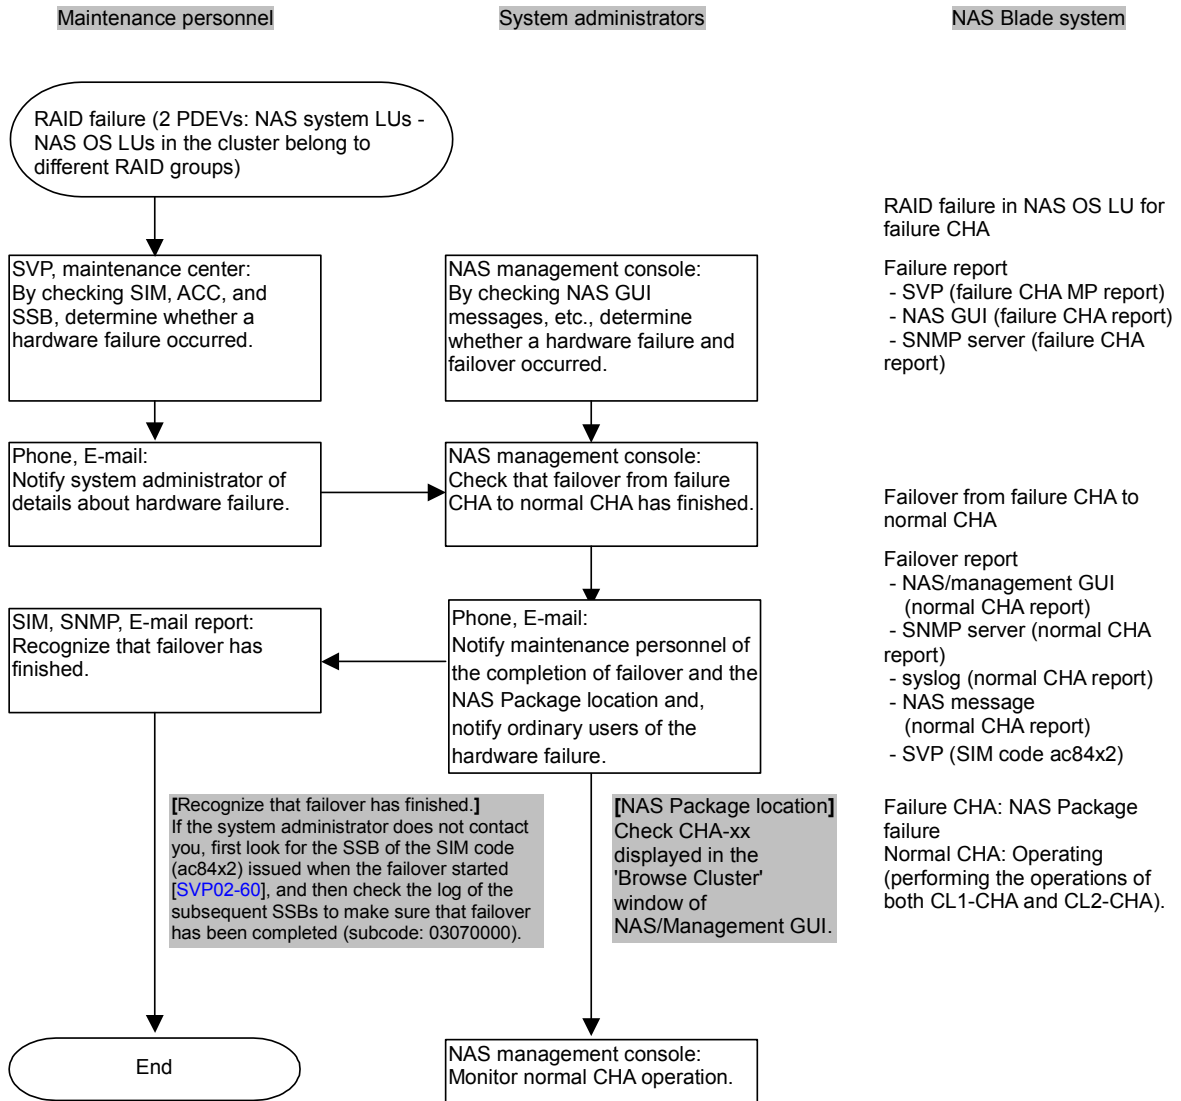 Maintenance personnel
System administrators
NAS Blade system
RAID failure (2 PDEVs: NAS system LUs -
NAS OS LUs in the cluster belong to
different RAID groups)
SVP, maintenance center:
By checking SIM, ACC, and
SSB, determine whether a
hardware failure occurred.
NAS management console:
By checking NAS GUI
messages, etc., determine
whether a hardware failure and
failover occurred.
RAID failure in NAS OS LU for
failure CHA
Failure report
- SVP (failure CHA MP report)
- NAS GUI (failure CHA report)
- SNMP server (failure CHA
report)
Phone, E-mail:
Notify system administrator of
details about hardware failure.
NAS management console:
Check that failover from failure
CHA to normal CHA has finished.
Failover from failure CHA to
normal CHA
Failover report
- NAS/management GUI
(normal CHA report)
- SNMP server (normal CHA
report)
- syslog (normal CHA report)
- NAS message
(normal CHA report)
- SVP (SIM code ac84x2)
SIM, SNMP, E-mail report:
Recognize that failover has
finished.
Phone, E-mail:
Notify maintenance personnel of
the completion of failover and the
NAS Package location and,
notify ordinary users of the
hardware failure.
[Recognize that failover has finished.]
If the system administrator does not contact
you, first look for the SSB of the SIM code
(ac84x2) issued when the failover started
[SVP02-60], and then check the log of the
subsequent SSBs to make sure that failover
has been completed (subcode: 03070000).
[NAS Package location]
Check CHA-xx
displayed in the
'Browse Cluster'
window of
NAS/Management GUI.
Failure CHA: NAS Package
failure
Normal CHA: Operating
(performing the operations of
both CL1-CHA and CL2-CHA).
End
NAS management console:
Monitor normal CHA operation.